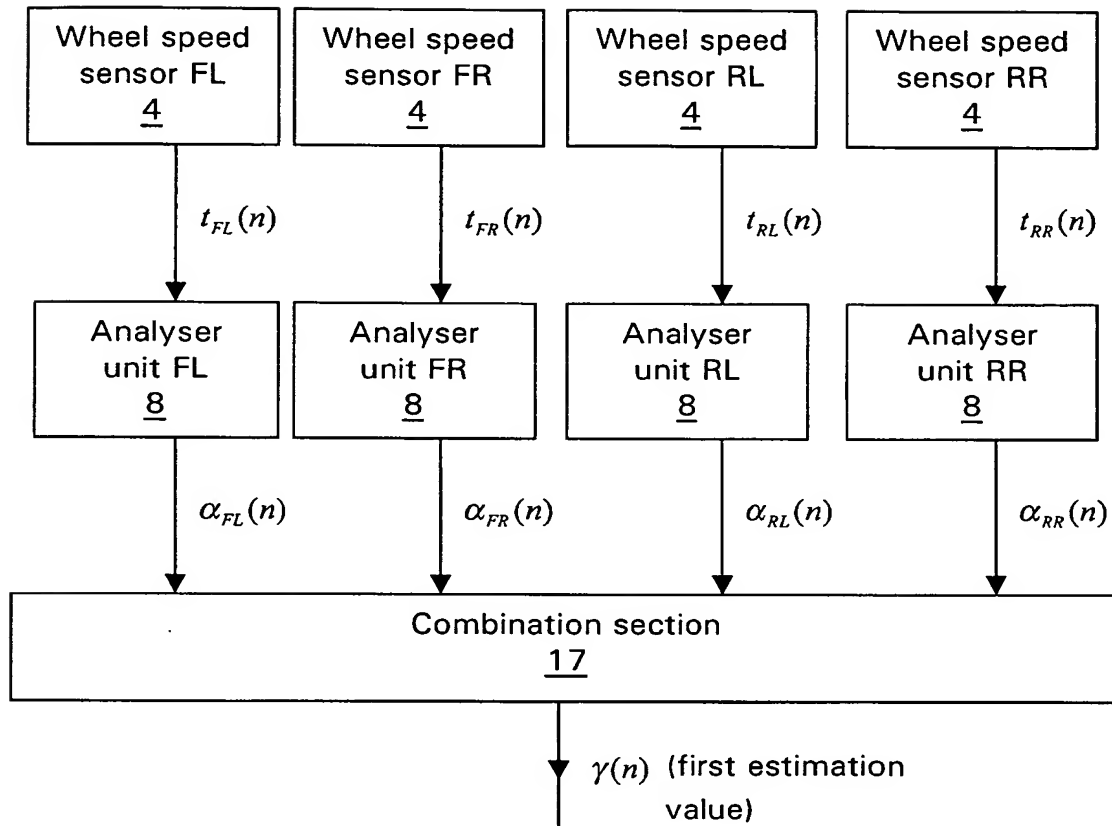 Wheel speed
sensor FL
4
Wheel speed
sensor FR
4
Wheel speed
sensor RL
4
Wheel speed
sensor RR
4
t_FL(n)
t_FR(n)
t_RL(n)
t_RR(n)
Analyser
unit FL
8
Analyser
unit FR
8
Analyser
unit RL
8
Analyser
unit RR
8
α_FL(n)
α_FR(n)
α_RL(n)
α_RR(n)
Combination section
17
γ(n) (first estimation
value)